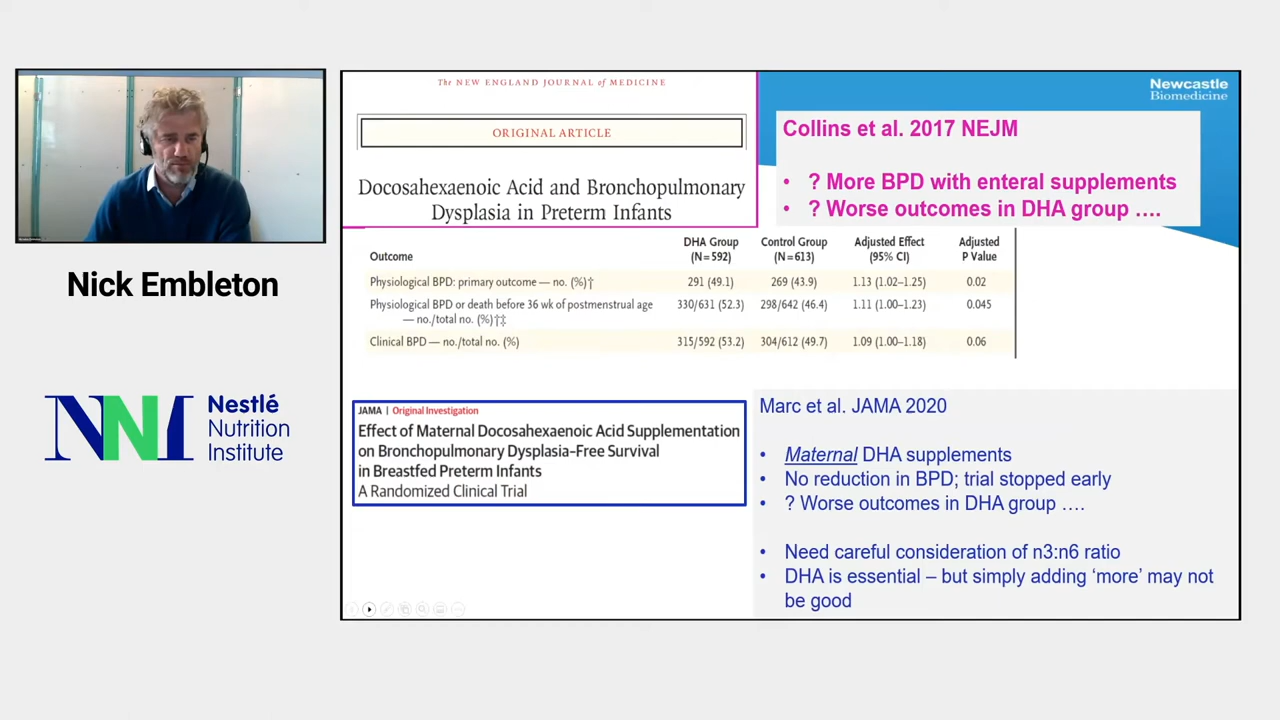 Nick Embleton
NNI
Nestlé
Nutrition
Institute
The NEW ENGLAND JOURNAL of MEDICINE
ORIGINAL ARTICLE
Docosahexaenoic Acid and Bronchopulmonary
Dysplasia in Preterm Infants
Newcastle
Biomedicine
Collins et al. 2017 NEJM
• ? More BPD with enteral supplements
• ? Worse outcomes in DHA group ….
Outcome DHA Group (N=592) Control Group (N=613) Adjusted Effect (95% CI) Adjusted P Value
Physiological BPD: primary outcome — no. (%)† 291 (49.1) 269 (43.9) 1.13 (1.02–1.25) 0.02
Physiological BPD or death before 36 wk of postmenstrual age 330/631 (52.3) 298/642 (46.4) 1.11 (1.00–1.23) 0.045
— no./total no. (%)†‡
Clinical BPD — no./total no. (%) 315/592 (53.2) 304/612 (49.7) 1.09 (1.00–1.18) 0.06
JAMA | Original Investigation
Effect of Maternal Docosahexaenoic Acid Supplementation
on Bronchopulmonary Dysplasia–Free Survival
in Breastfed Preterm Infants
A Randomized Clinical Trial
Marc et al. JAMA 2020
• Maternal DHA supplements
• No reduction in BPD; trial stopped early
• ? Worse outcomes in DHA group ….
• Need careful consideration of n3:n6 ratio
• DHA is essential – but simply adding ‘more’ may not
be good